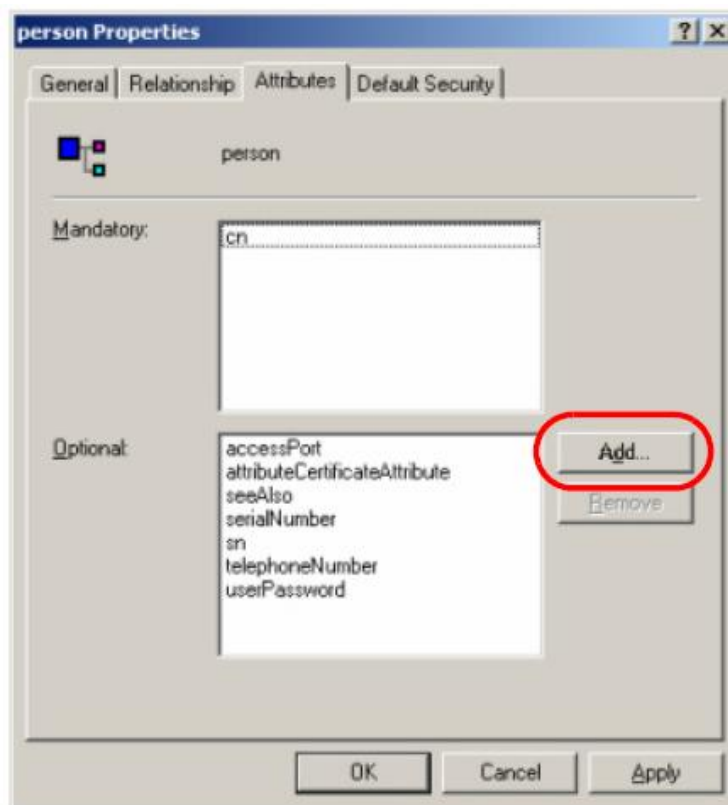 person Properties
General Relationship Attributes Default Security
person
Mandatory:
cn
Optional:
accessPort
attributeCertificateAttribute
seeAlso
serialNumber
sn
telephoneNumber
userPassword
Add...
Remove
OK Cancel Apply